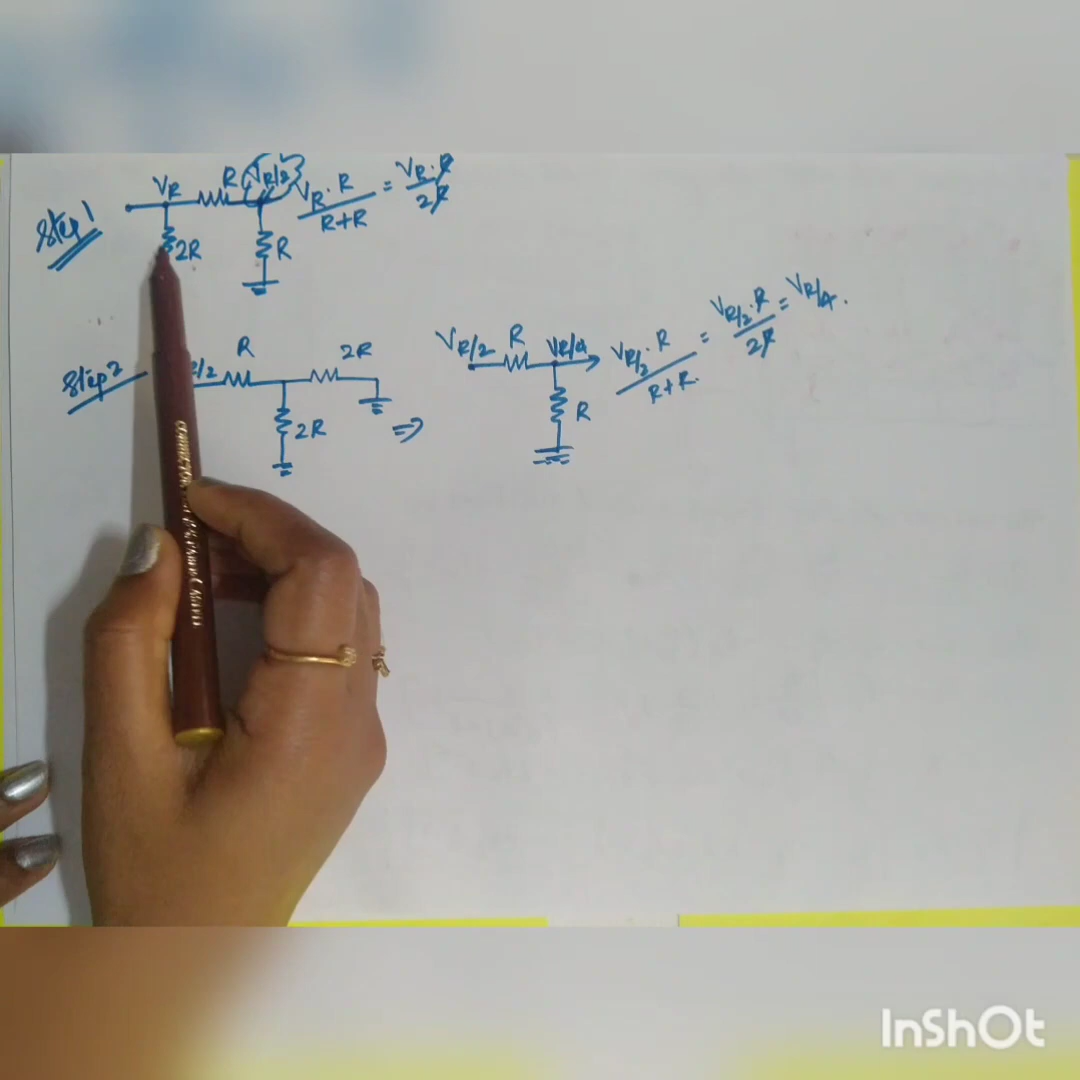 Step 1
VR R VR/2 VR . R / R+R = VR . R / 2R
2R R
Step 2
/2 R 2R 2R
⇒
VR/2 R VR/4 R
VR/2 . R / R+R. = VR/2 . R / 2R = VR/4.
InShOt